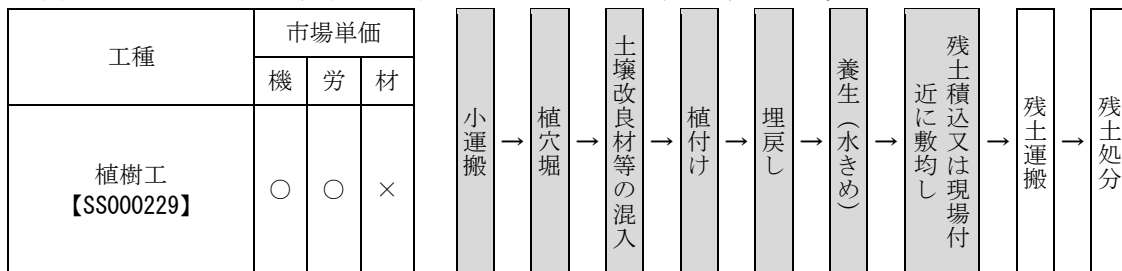 工種
市場単価
機
労
材
植樹工
【SS000229】
○
○
×
小運搬
→
植穴堀
→
土壌改良材等の混入
→
植付け
→
埋戻し
→
養生（水きめ）
→
残土積込又は現場付
近に敷均し
→
残土運搬
→
残土処分